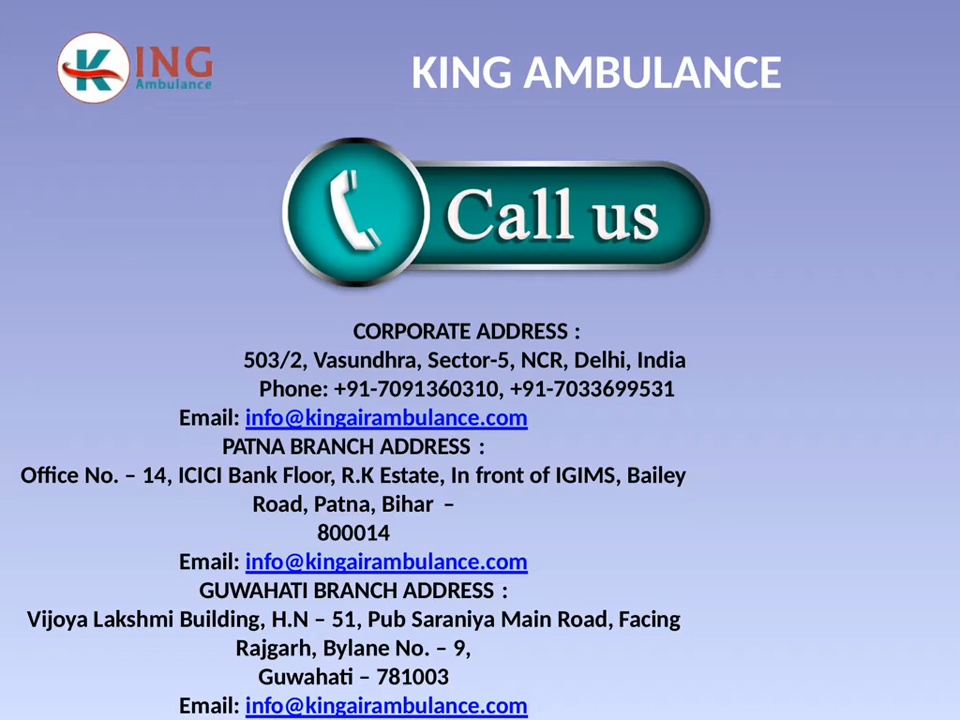 KING
Ambulance
KING AMBULANCE
Call us
CORPORATE ADDRESS :
503/2, Vasundhra, Sector-5, NCR, Delhi, India
Phone: +91-7091360310, +91-7033699531
Email: info@kingairambulance.com
PATNA BRANCH ADDRESS :
Office No. – 14, ICICI Bank Floor, R.K Estate, In front of IGIMS, Bailey
Road, Patna, Bihar –
800014
Email: info@kingairambulance.com
GUWAHATI BRANCH ADDRESS :
Vijoya Lakshmi Building, H.N – 51, Pub Saraniya Main Road, Facing
Rajgarh, Bylane No. – 9,
Guwahati – 781003
Email: info@kingairambulance.com